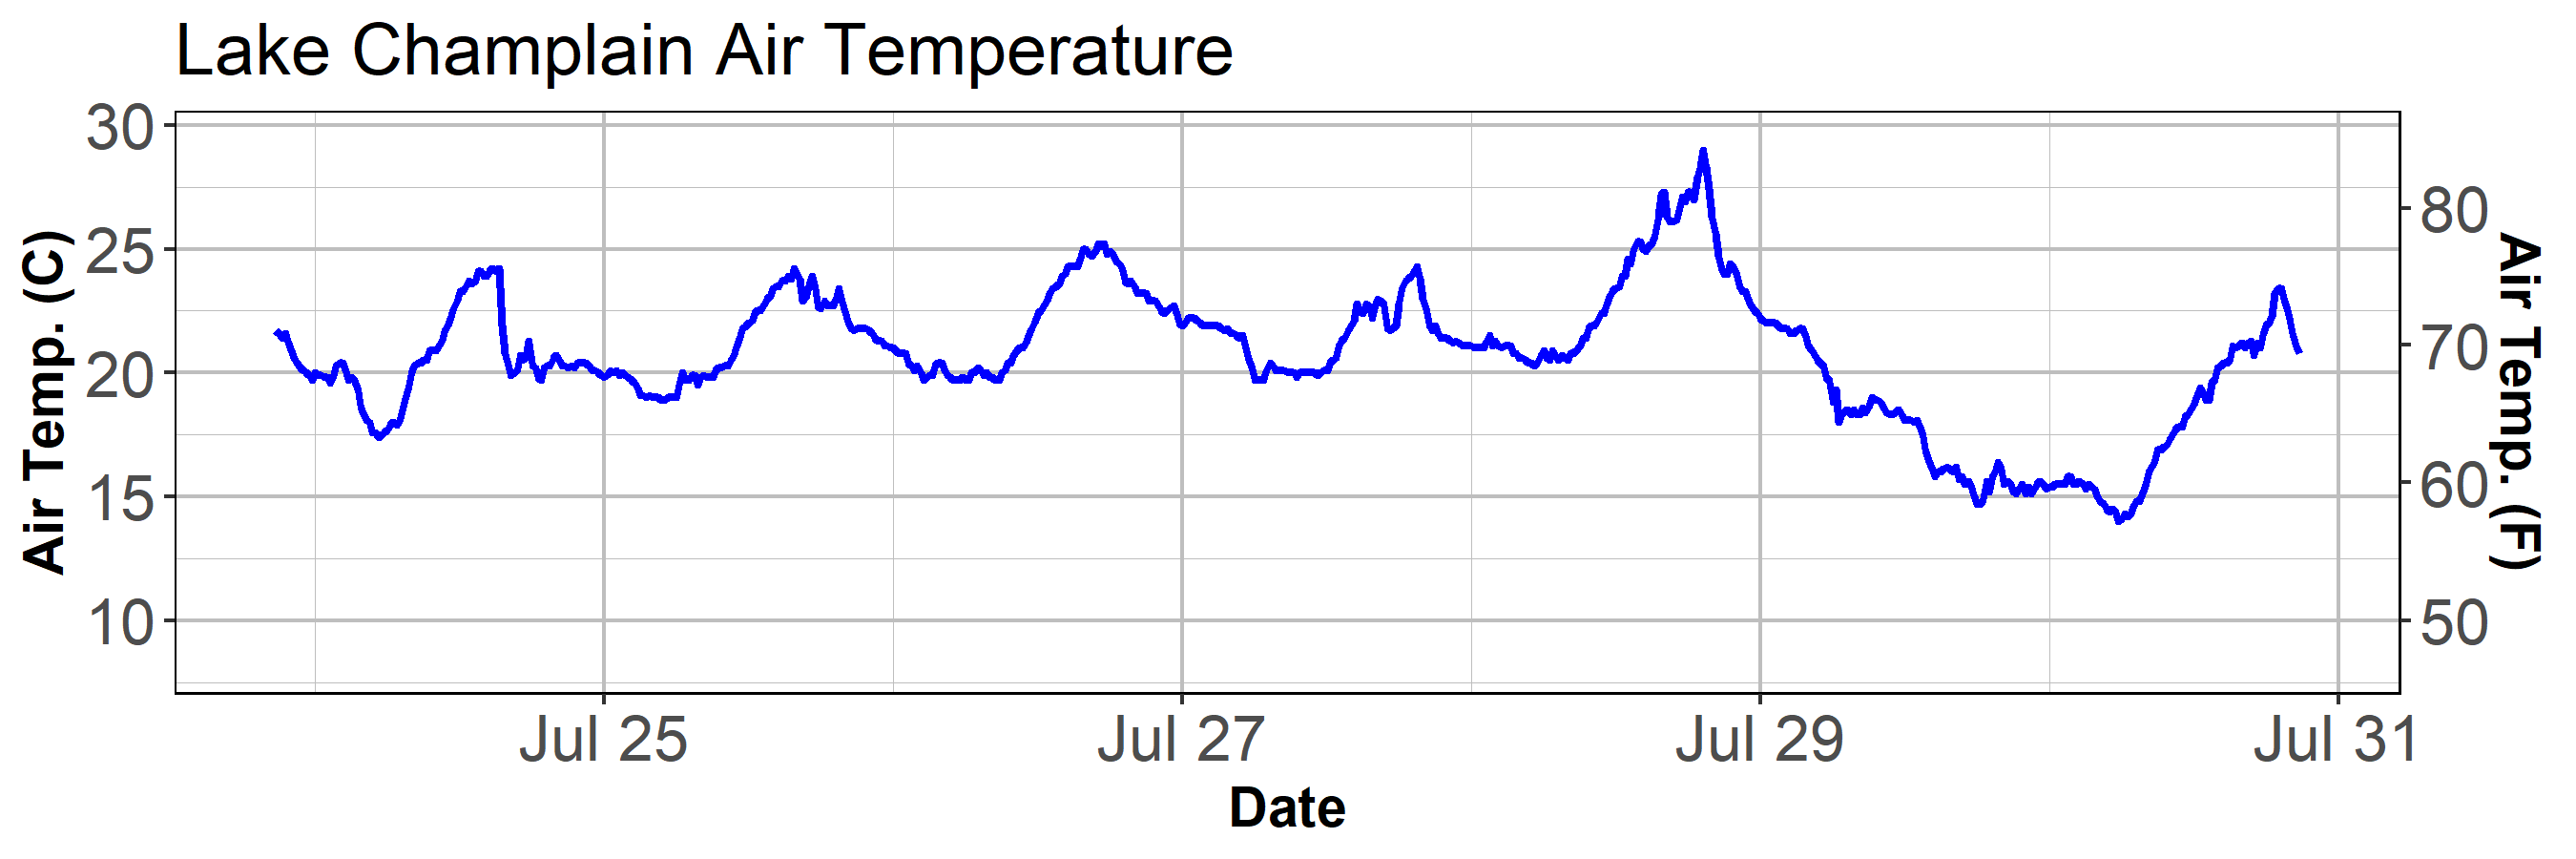 Lake Champlain Air Temperature
30
25
20
15
10
Air Temp. (C)
80
70
60
50
Air Temp. (F)
Jul 25 Jul 27 Jul 29 Jul 31
Date